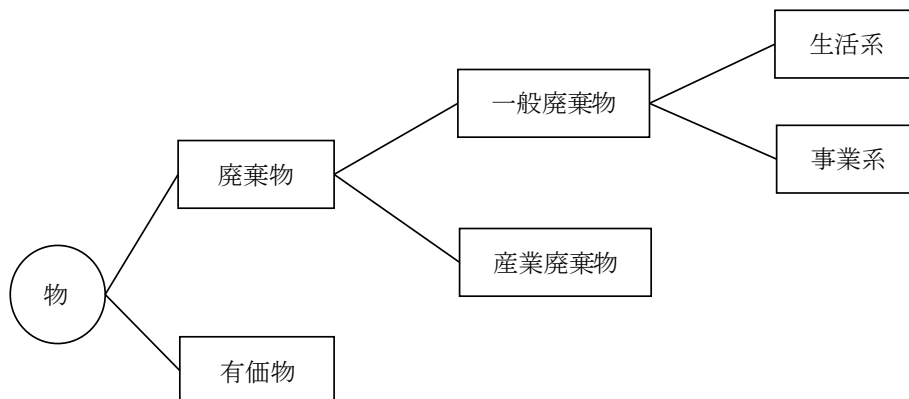 生活系
一般廃棄物
事業系
廃棄物
産業廃棄物
物
有価物